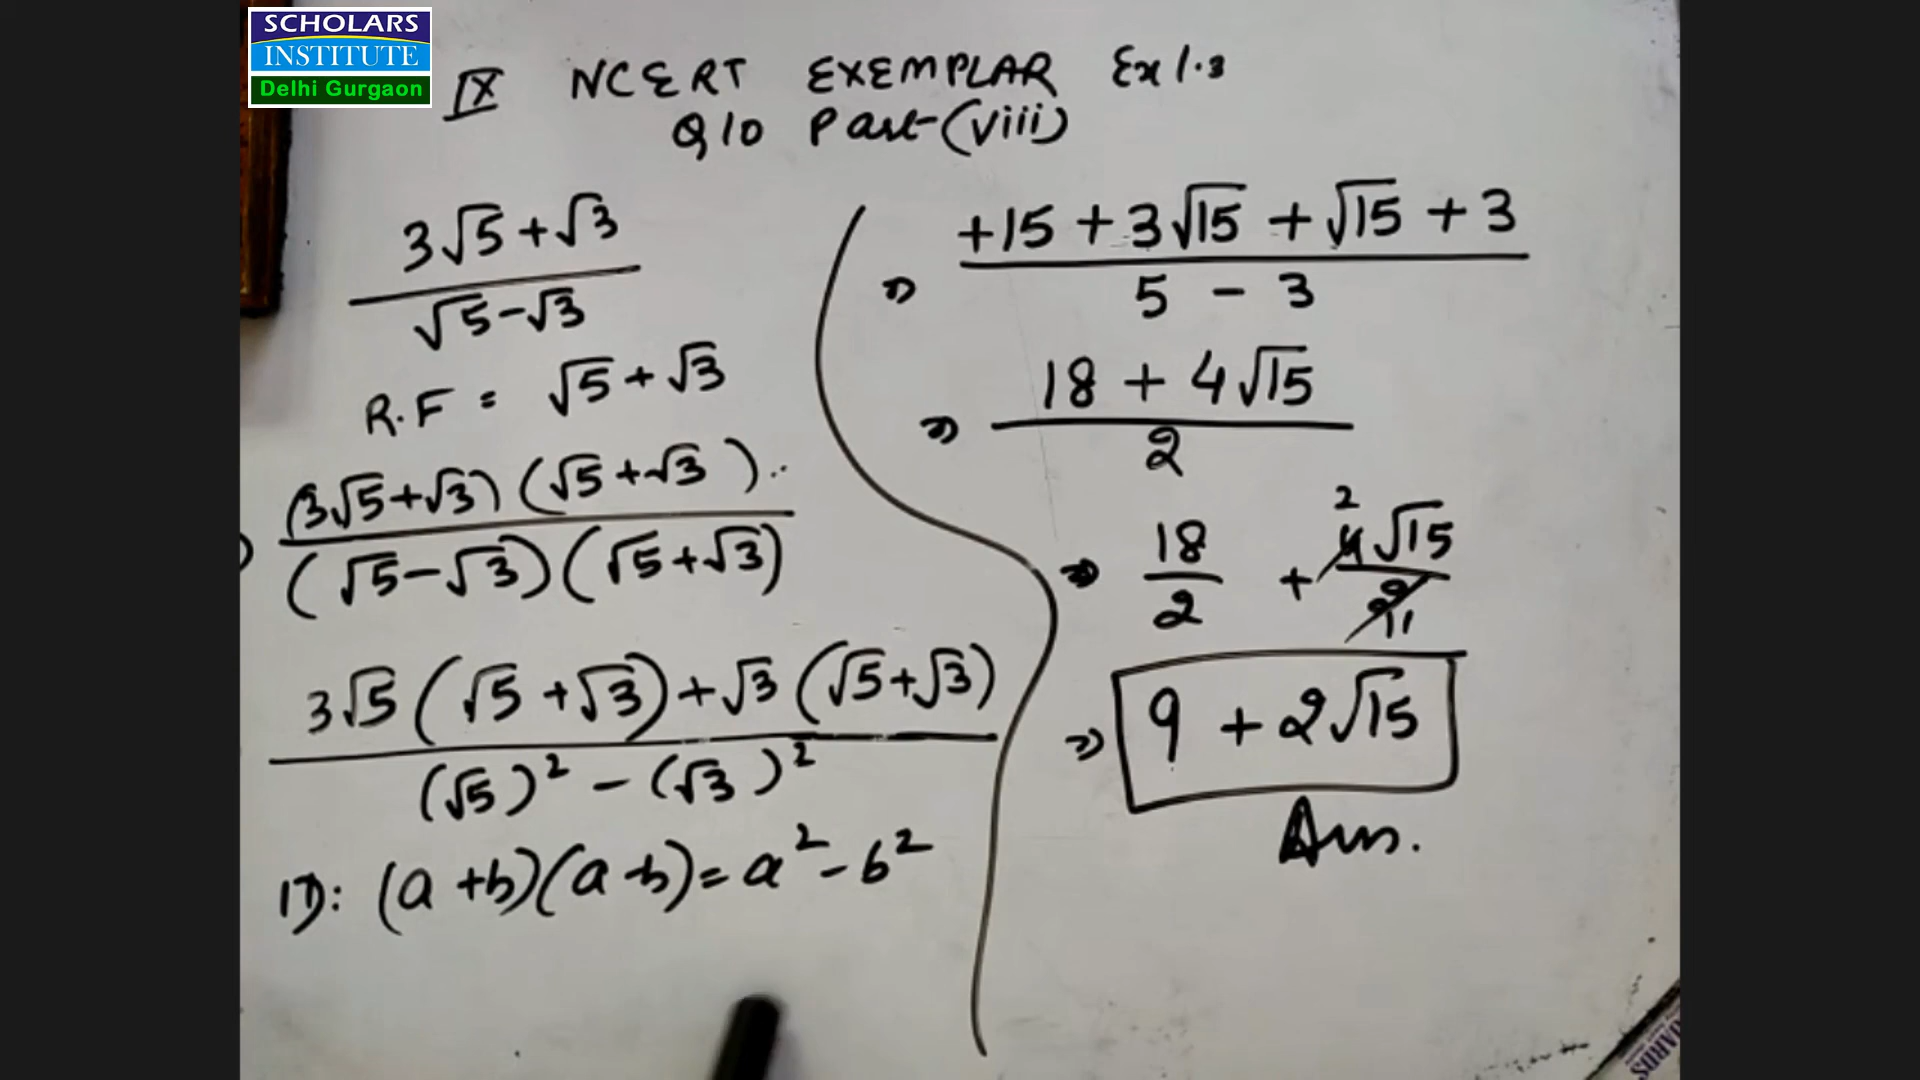 SCHOLARS
INSTITUTE
Delhi Gurgaon
IX NCERT EXEMPLAR Ex 1.3
Q10 Part-(viii)
3√5+√3
√5-√3
R.F = √5+√3
(3√5+√3)(√5+√3)..
(√5-√3)(√5+√3)
3√5(√5+√3)+√3(√5+√3)
(√5)² - (√3)²
ID: (a+b)(a-b)=a²-b²
⇒ +15+3√15+√15+3
5 - 3
⇒ 18+4√15
2
⇒ 18/2 + 4√15/2
2
1
⇒ 9+2√15
Ans.